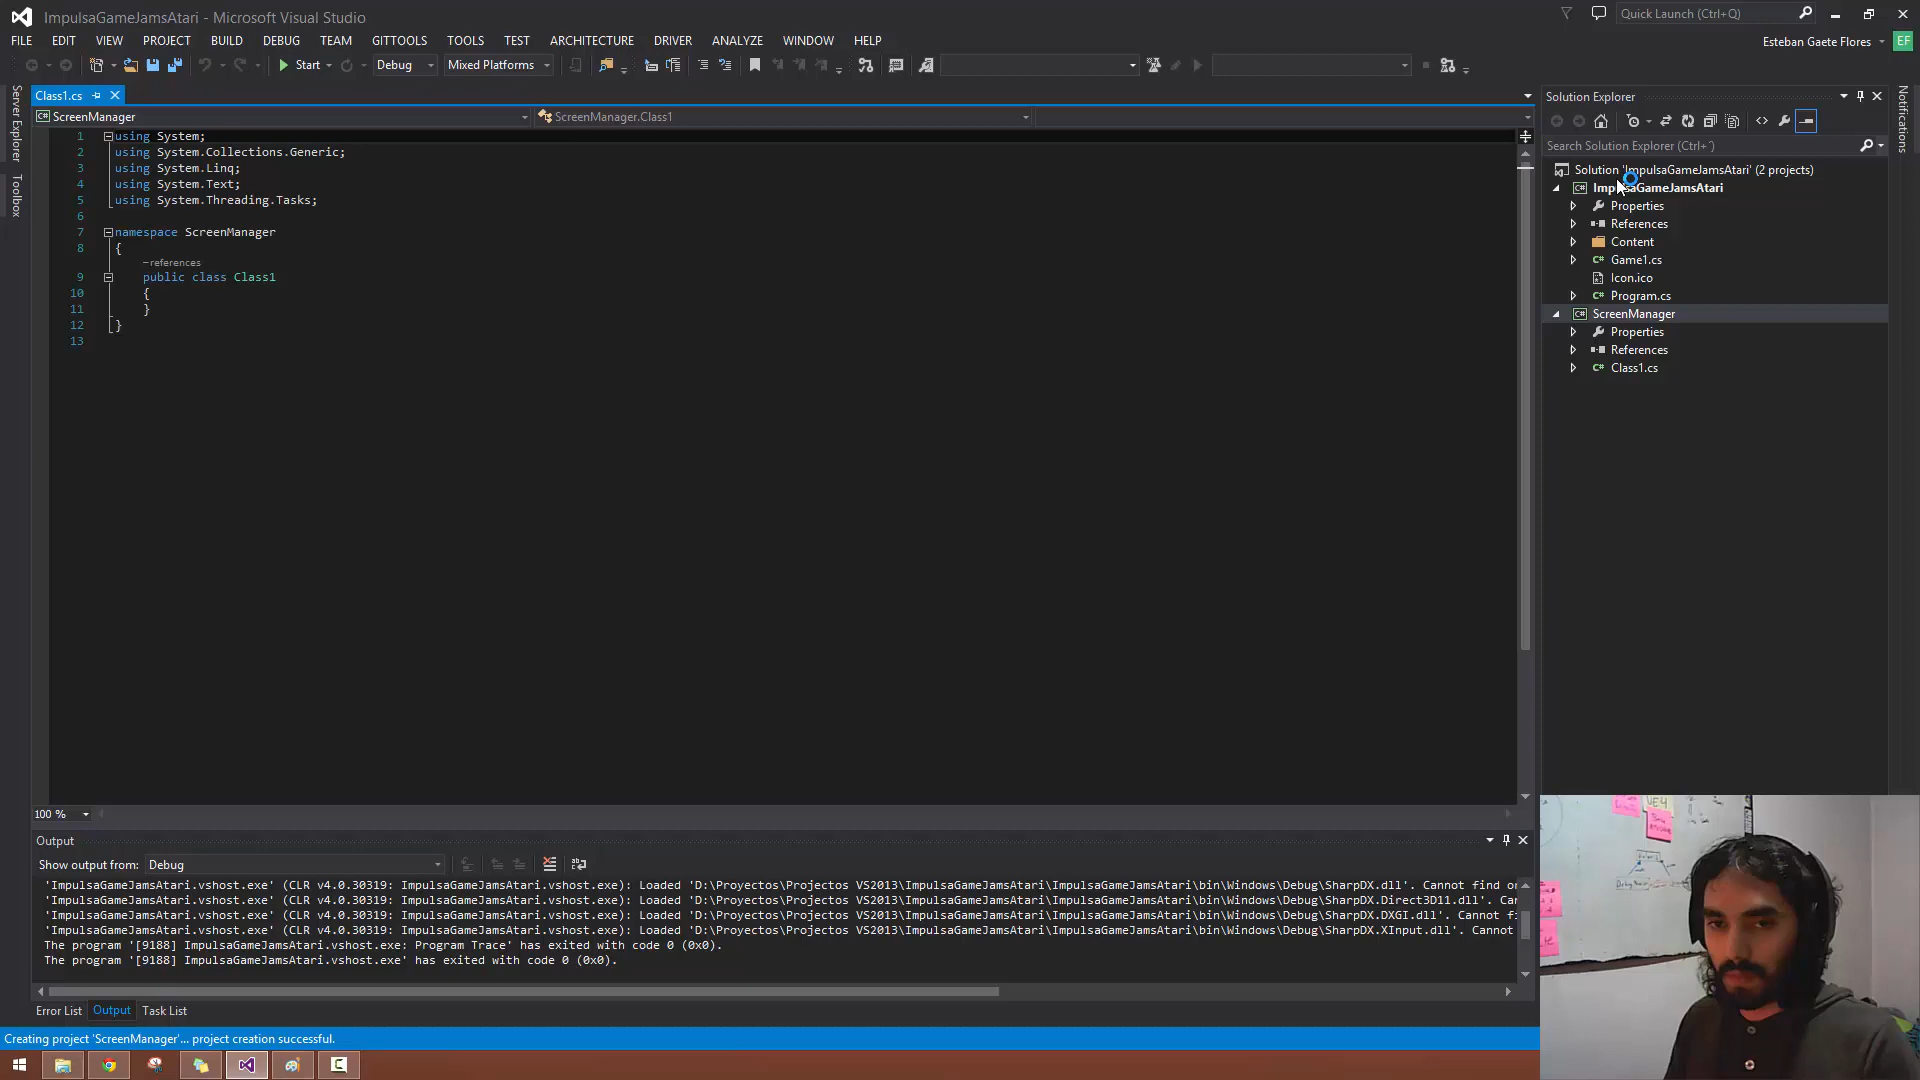 ImpulsaGameJamsAtari - Microsoft Visual Studio
Quick Launch (Ctrl+Q)
FILE EDIT VIEW PROJECT BUILD DEBUG TEAM GITTOOLS TOOLS TEST ARCHITECTURE DRIVER ANALYZE WINDOW HELP
Esteban Gaete Flores EF
Start Debug Mixed Platforms
Server Explorer
Toolbox
Class1.cs
ScreenManager
ScreenManager.Class1
1 using System;
2 using System.Collections.Generic;
3 using System.Linq;
4 using System.Text;
5 using System.Threading.Tasks;
6
7 namespace ScreenManager
8 {
–references
9 public class Class1
10 {
11 }
12 }
13
100 %
Solution Explorer
Notifications
Search Solution Explorer (Ctrl+¨)
Solution 'ImpulsaGameJamsAtari' (2 projects)
ImpulsaGameJamsAtari
Properties
References
Content
Game1.cs
Icon.ico
Program.cs
ScreenManager
Properties
References
Class1.cs
Output
Show output from: Debug
'ImpulsaGameJamsAtari.vshost.exe' (CLR v4.0.30319: ImpulsaGameJamsAtari.vshost.exe): Loaded 'D:\Proyectos\Projectos VS2013\ImpulsaGameJamsAtari\ImpulsaGameJamsAtari\bin\Windows\Debug\SharpDX.dll'. Cannot find o
'ImpulsaGameJamsAtari.vshost.exe' (CLR v4.0.30319: ImpulsaGameJamsAtari.vshost.exe): Loaded 'D:\Proyectos\Projectos VS2013\ImpulsaGameJamsAtari\ImpulsaGameJamsAtari\bin\Windows\Debug\SharpDX.Direct3D11.dll'. Ca
'ImpulsaGameJamsAtari.vshost.exe' (CLR v4.0.30319: ImpulsaGameJamsAtari.vshost.exe): Loaded 'D:\Proyectos\Projectos VS2013\ImpulsaGameJamsAtari\ImpulsaGameJamsAtari\bin\Windows\Debug\SharpDX.DXGI.dll'. Cannot f
'ImpulsaGameJamsAtari.vshost.exe' (CLR v4.0.30319: ImpulsaGameJamsAtari.vshost.exe): Loaded 'D:\Proyectos\Projectos VS2013\ImpulsaGameJamsAtari\ImpulsaGameJamsAtari\bin\Windows\Debug\SharpDX.XInput.dll'. Cannot
The program '[9188] ImpulsaGameJamsAtari.vshost.exe: Program Trace' has exited with code 0 (0x0).
The program '[9188] ImpulsaGameJamsAtari.vshost.exe' has exited with code 0 (0x0).
Error List Output Task List
Creating project 'ScreenManager'... project creation successful.
UE4